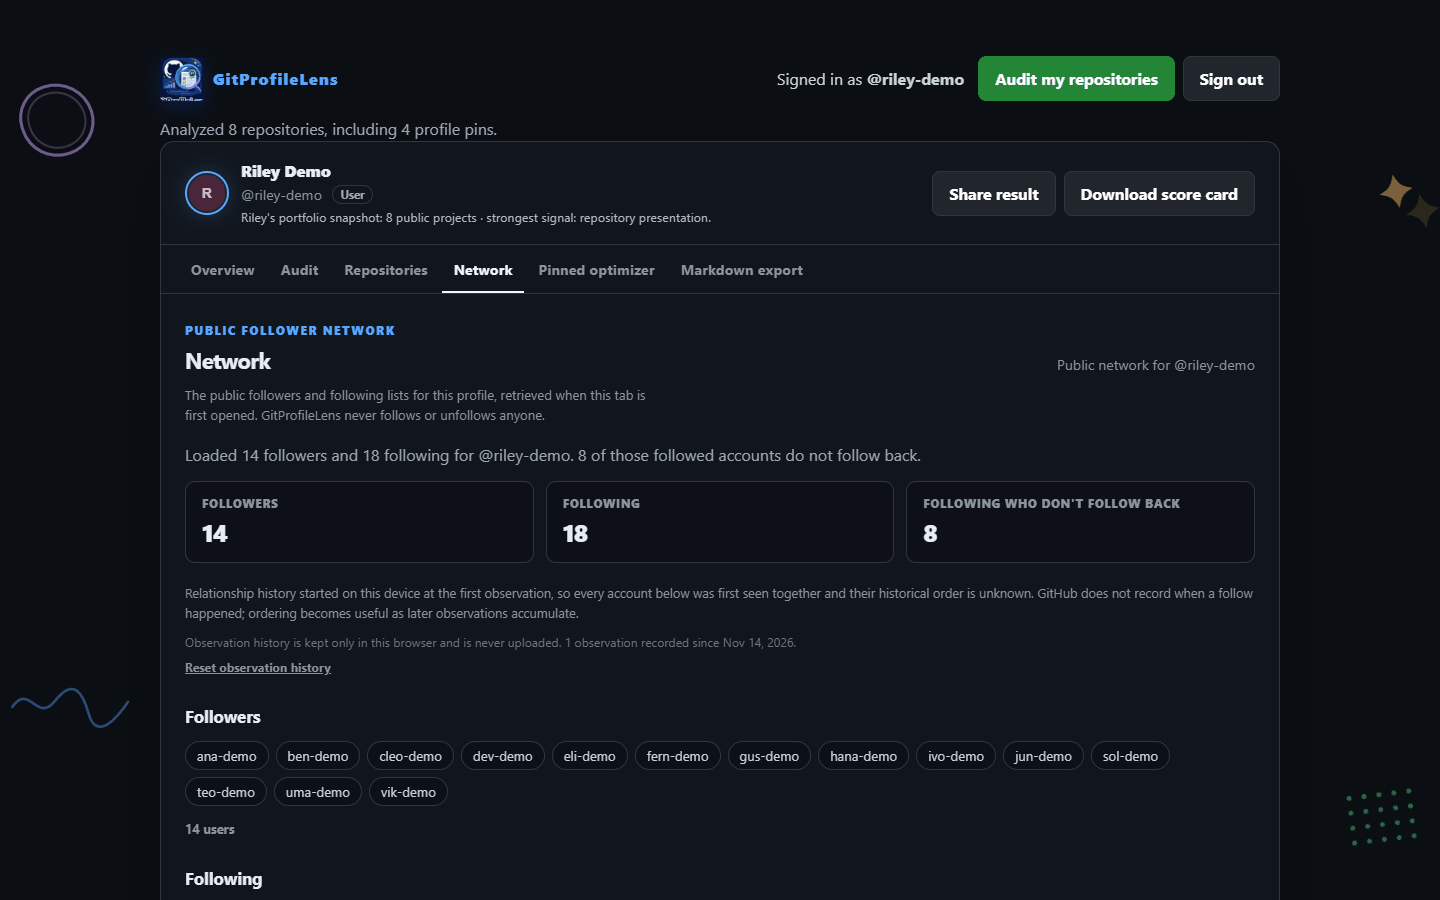 GitProfileLens
Signed in as @riley-demo
Audit my repositories
Sign out
Analyzed 8 repositories, including 4 profile pins.
R
Riley Demo
@riley-demo User
Riley's portfolio snapshot: 8 public projects · strongest signal: repository presentation.
Share result
Download score card
Overview Audit Repositories Network Pinned optimizer Markdown export
PUBLIC FOLLOWER NETWORK
Network
Public network for @riley-demo
The public followers and following lists for this profile, retrieved when this tab is
first opened. GitProfileLens never follows or unfollows anyone.
Loaded 14 followers and 18 following for @riley-demo. 8 of those followed accounts do not follow back.
FOLLOWERS
14
FOLLOWING
18
FOLLOWING WHO DON'T FOLLOW BACK
8
Relationship history started on this device at the first observation, so every account below was first seen together and their historical order is unknown. GitHub does not record when a follow
happened; ordering becomes useful as later observations accumulate.
Observation history is kept only in this browser and is never uploaded. 1 observation recorded since Nov 14, 2026.
Reset observation history
Followers
ana-demo ben-demo cleo-demo dev-demo eli-demo fern-demo gus-demo hana-demo ivo-demo jun-demo sol-demo
teo-demo uma-demo vik-demo
14 users
Following